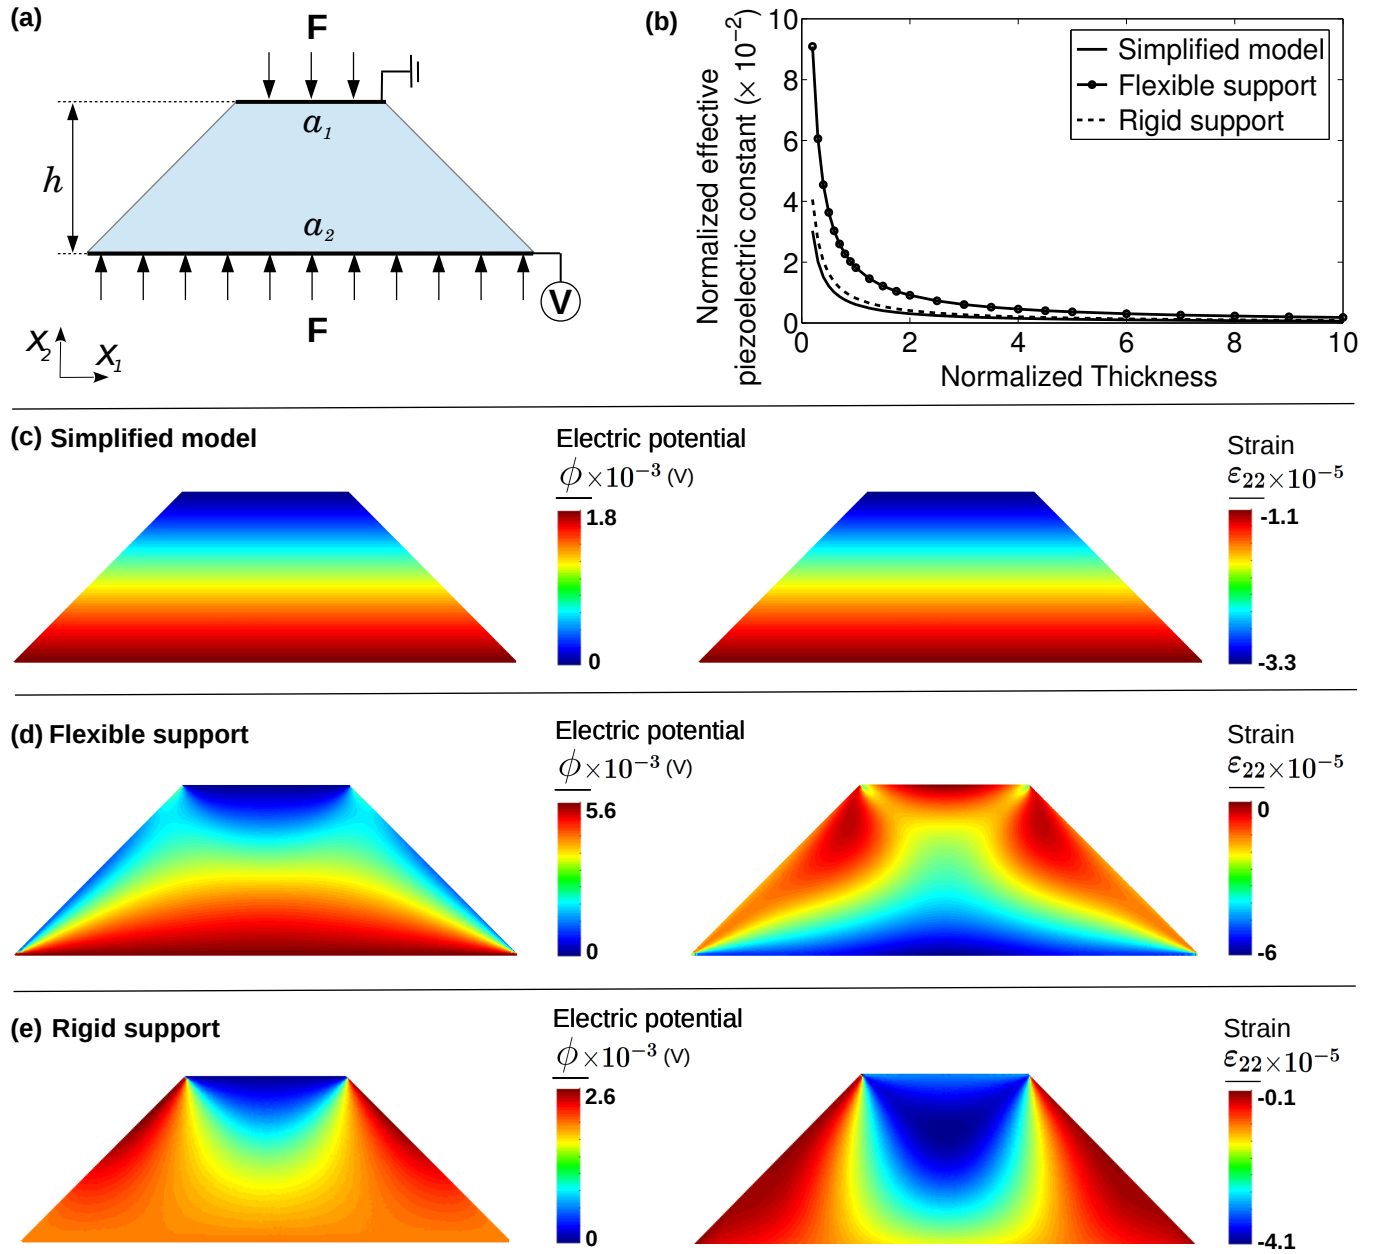 (a)
F
a1
h
a2
V
F
X2
X1
(b)
Normalized effective
piezoelectric constant (× 10−2)
10
8
6
4
2
0
Simplified model
Flexible support
Rigid support
0 2 4 6 8 10
Normalized Thickness
(c) Simplified model
Electric potential
ϕ×10−3 (V)
1.8
0
Strain
ε22×10−5
-1.1
-3.3
(d) Flexible support
Electric potential
ϕ×10−3 (V)
5.6
0
Strain
ε22×10−5
0
-6
(e) Rigid support
Electric potential
ϕ×10−3 (V)
2.6
0
Strain
ε22×10−5
-0.1
-4.1